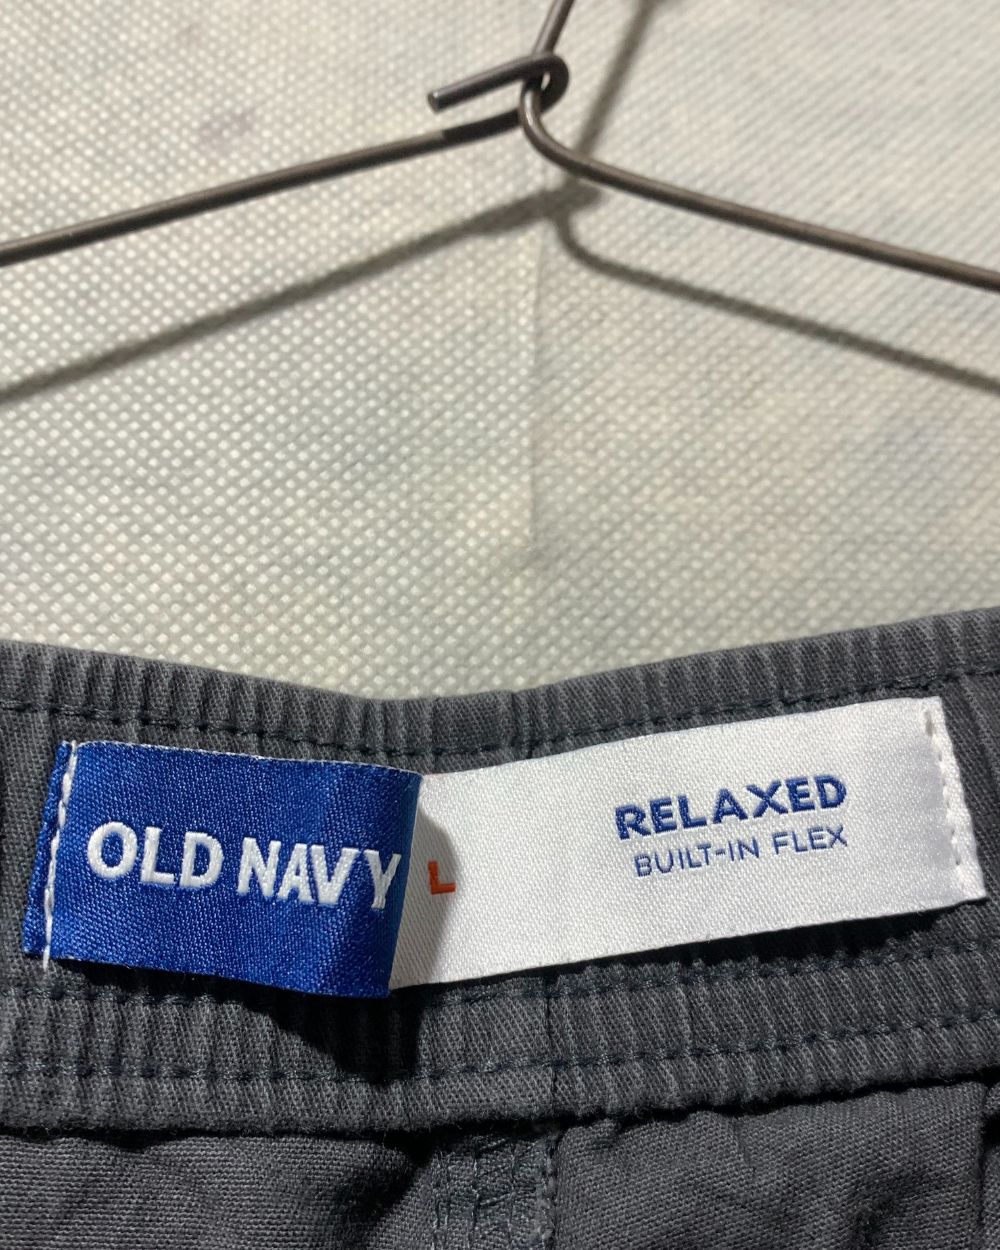 OLD NAVY
L
RELAXED
BUILT-IN FLEX